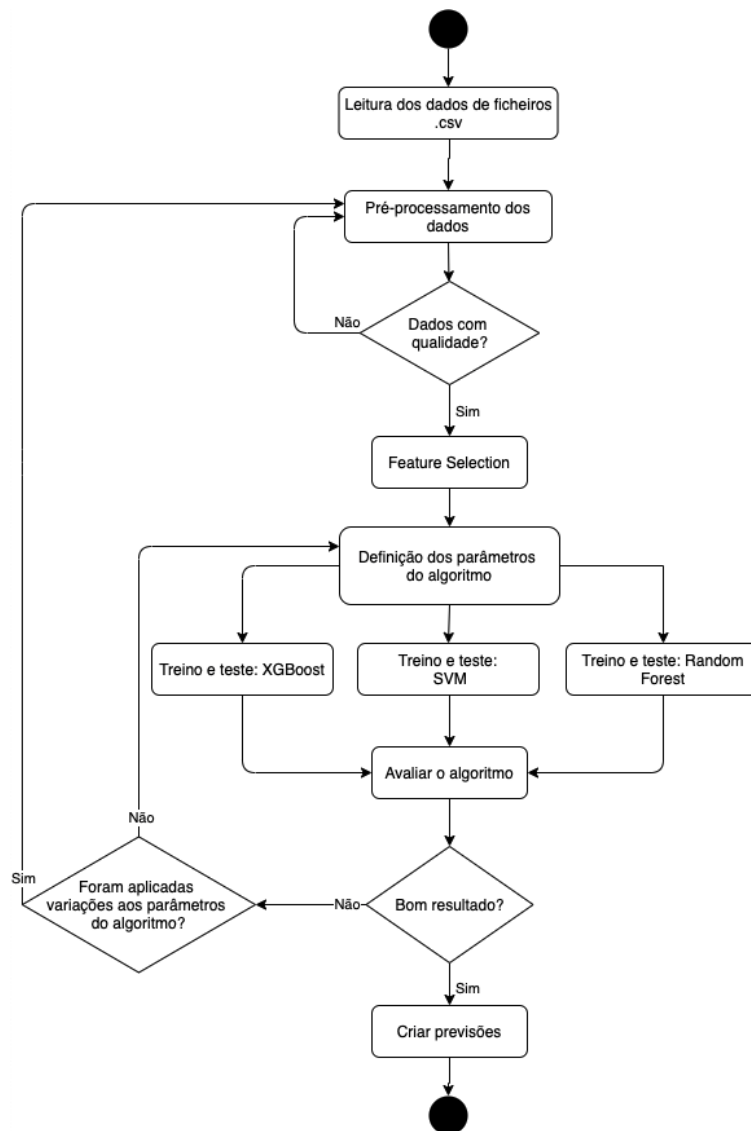 Leitura dos dados de ficheiros
.csv
Pré-processamento dos
dados
Não
Dados com
qualidade?
Sim
Feature Selection
Definição dos parâmetros
do algoritmo
Treino e teste: XGBoost
Treino e teste:
SVM
Treino e teste: Random
Forest
Avaliar o algoritmo
Não
Sim
Foram aplicadas
variações aos parâmetros
do algoritmo?
Não
Bom resultado?
Sim
Criar previsões